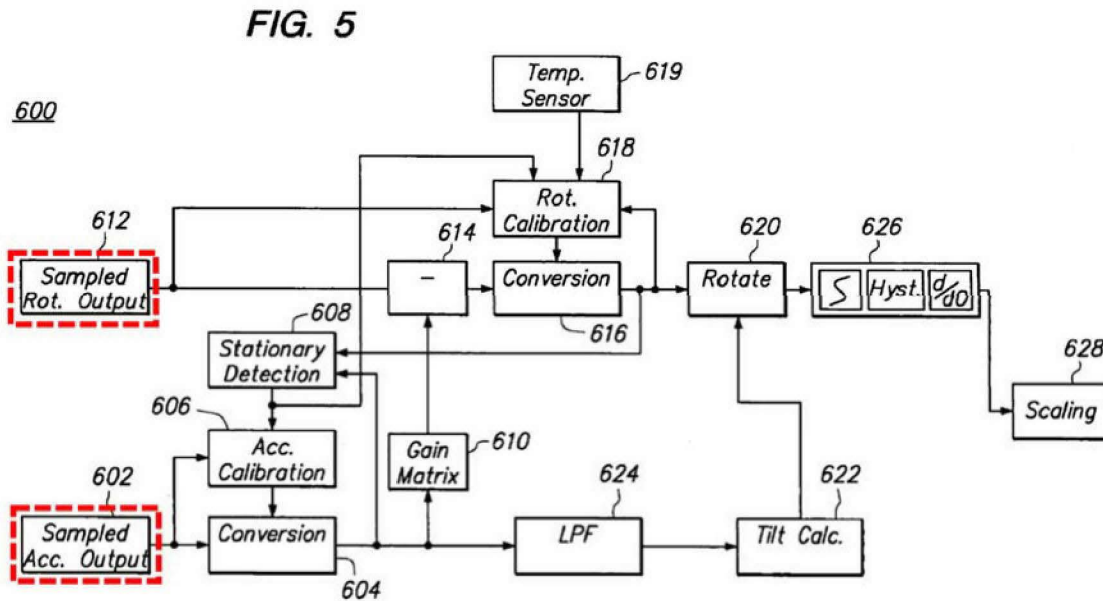 FIG. 5
600
Temp.
Sensor
619
618
Rot.
Calibration
612
Sampled
Rot. Output
614
–
Conversion
616
620
Rotate
626
∫ Hyst. d/dθ
608
Stationary
Detection
628
Scaling
606
Acc.
Calibration
Gain
Matrix
610
602
Sampled
Acc. Output
Conversion
604
624
LPF
622
Tilt Calc.